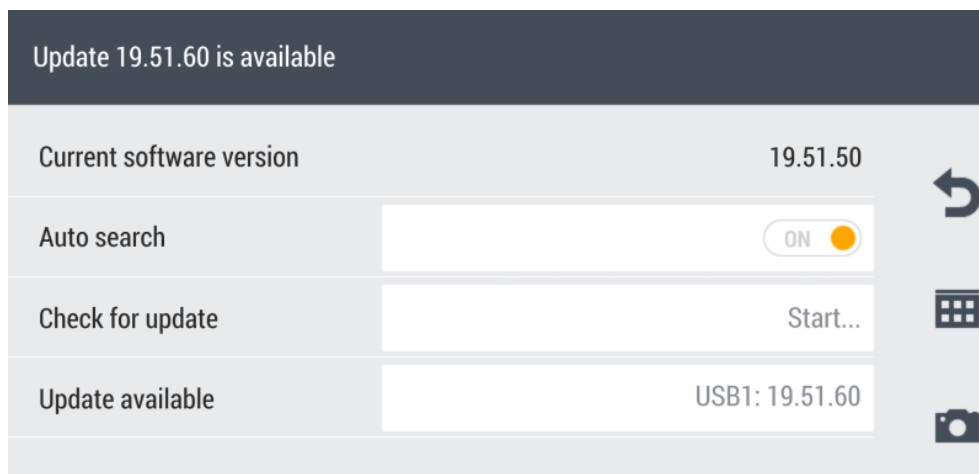 Update 19.51.60 is available
Current software version 19.51.50
Auto search ON
Check for update Start...
Update available USB1: 19.51.60